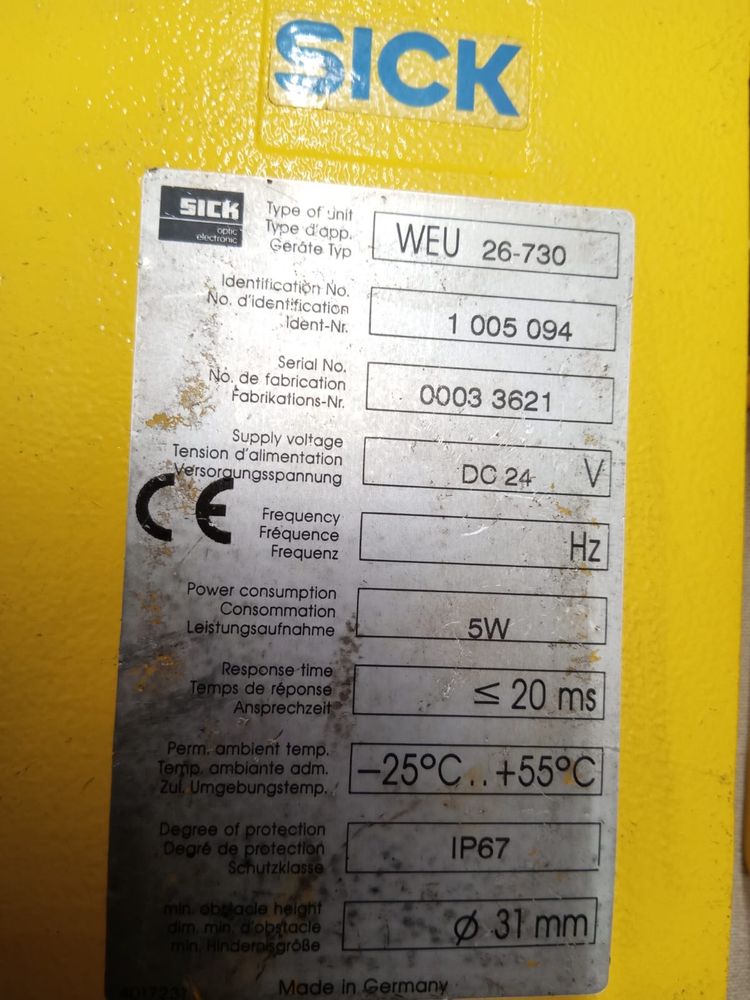 SICK
SICK
optic
electronic
Type of unit
Type d'app.
Geräte Typ
WEU 26-730
Identification No.
No. d'identification
Ident-Nr.
1 005 094
Serial No.
No. de fabrication
Fabrikations-Nr.
0003 3621
Supply voltage
Tension d'alimentation
Versorgungsspannung
DC 24 V
CE
Frequency
Fréquence
Frequenz
Hz
Power consumption
Consommation
Leistungsaufnahme
5W
Response time
Temps de réponse
Ansprechzeit
≤ 20 ms
Perm. ambient temp.
Temp. ambiante adm.
Zul. Umgebungstemp.
−25°C..+55°C
Degree of protection
Degré de protection
Schutzklasse
IP67
min. obstacle height
dim. min. d'obstacle
min. Hindernisgröße
Ø 31 mm
4017231
Made in Germany